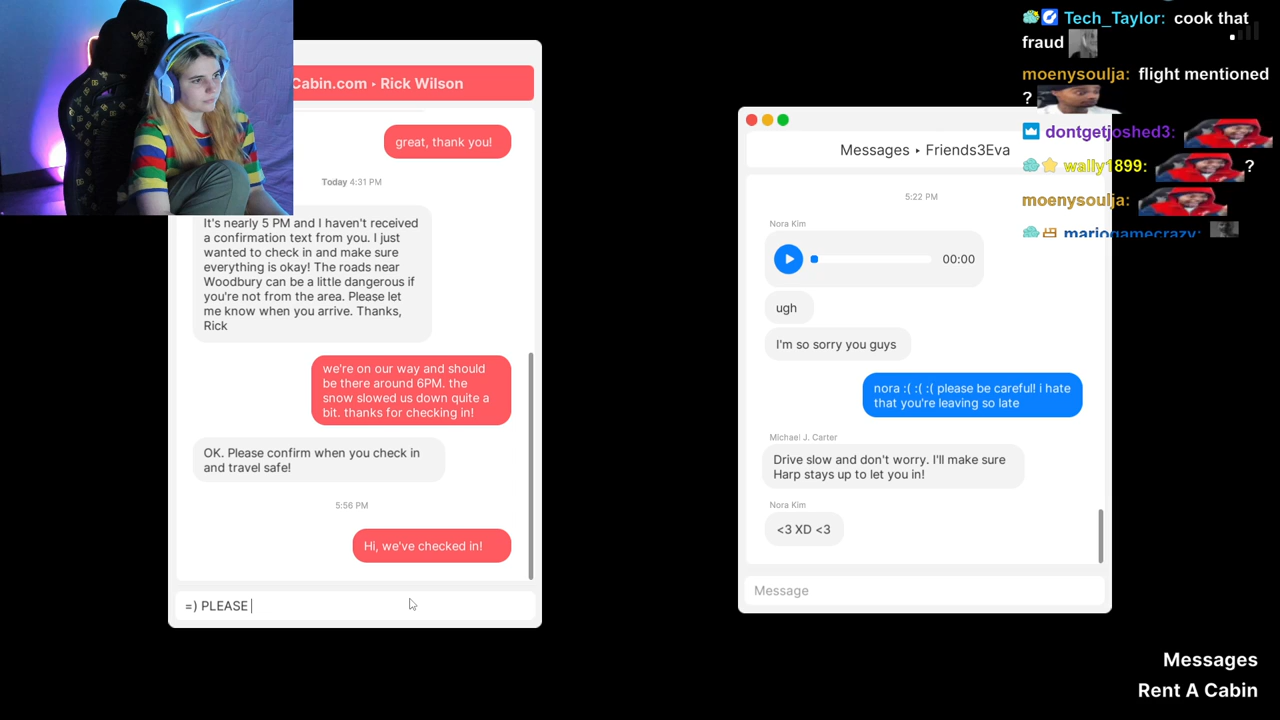 Cabin.com ▸ Rick Wilson
great, thank you!
Today 4:31 PM
It's nearly 5 PM and I haven't received
a confirmation text from you. I just
wanted to check in and make sure
everything is okay! The roads near
Woodbury can be a little dangerous if
you're not from the area. Please let
me know when you arrive. Thanks,
Rick
we're on our way and should
be there around 6PM. the
snow slowed us down quite a
bit. thanks for checking in!
OK. Please confirm when you check in
and travel safe!
5:56 PM
Hi, we've checked in!
=) PLEASE
Messages ▸ Friends3Eva
5:22 PM
Nora Kim
00:00
ugh
I'm so sorry you guys
nora :( :( :( please be careful! i hate
that you're leaving so late
Michael J. Carter
Drive slow and don't worry. I'll make sure
Harp stays up to let you in!
Nora Kim
<3 XD <3
Message
Tech_Taylor: cook that
fraud
moenysoulja: flight mentioned
?
dontgetjoshed3:
wally1899: ?
moenysoulja:
mariogamecrazy:
Messages
Rent A Cabin